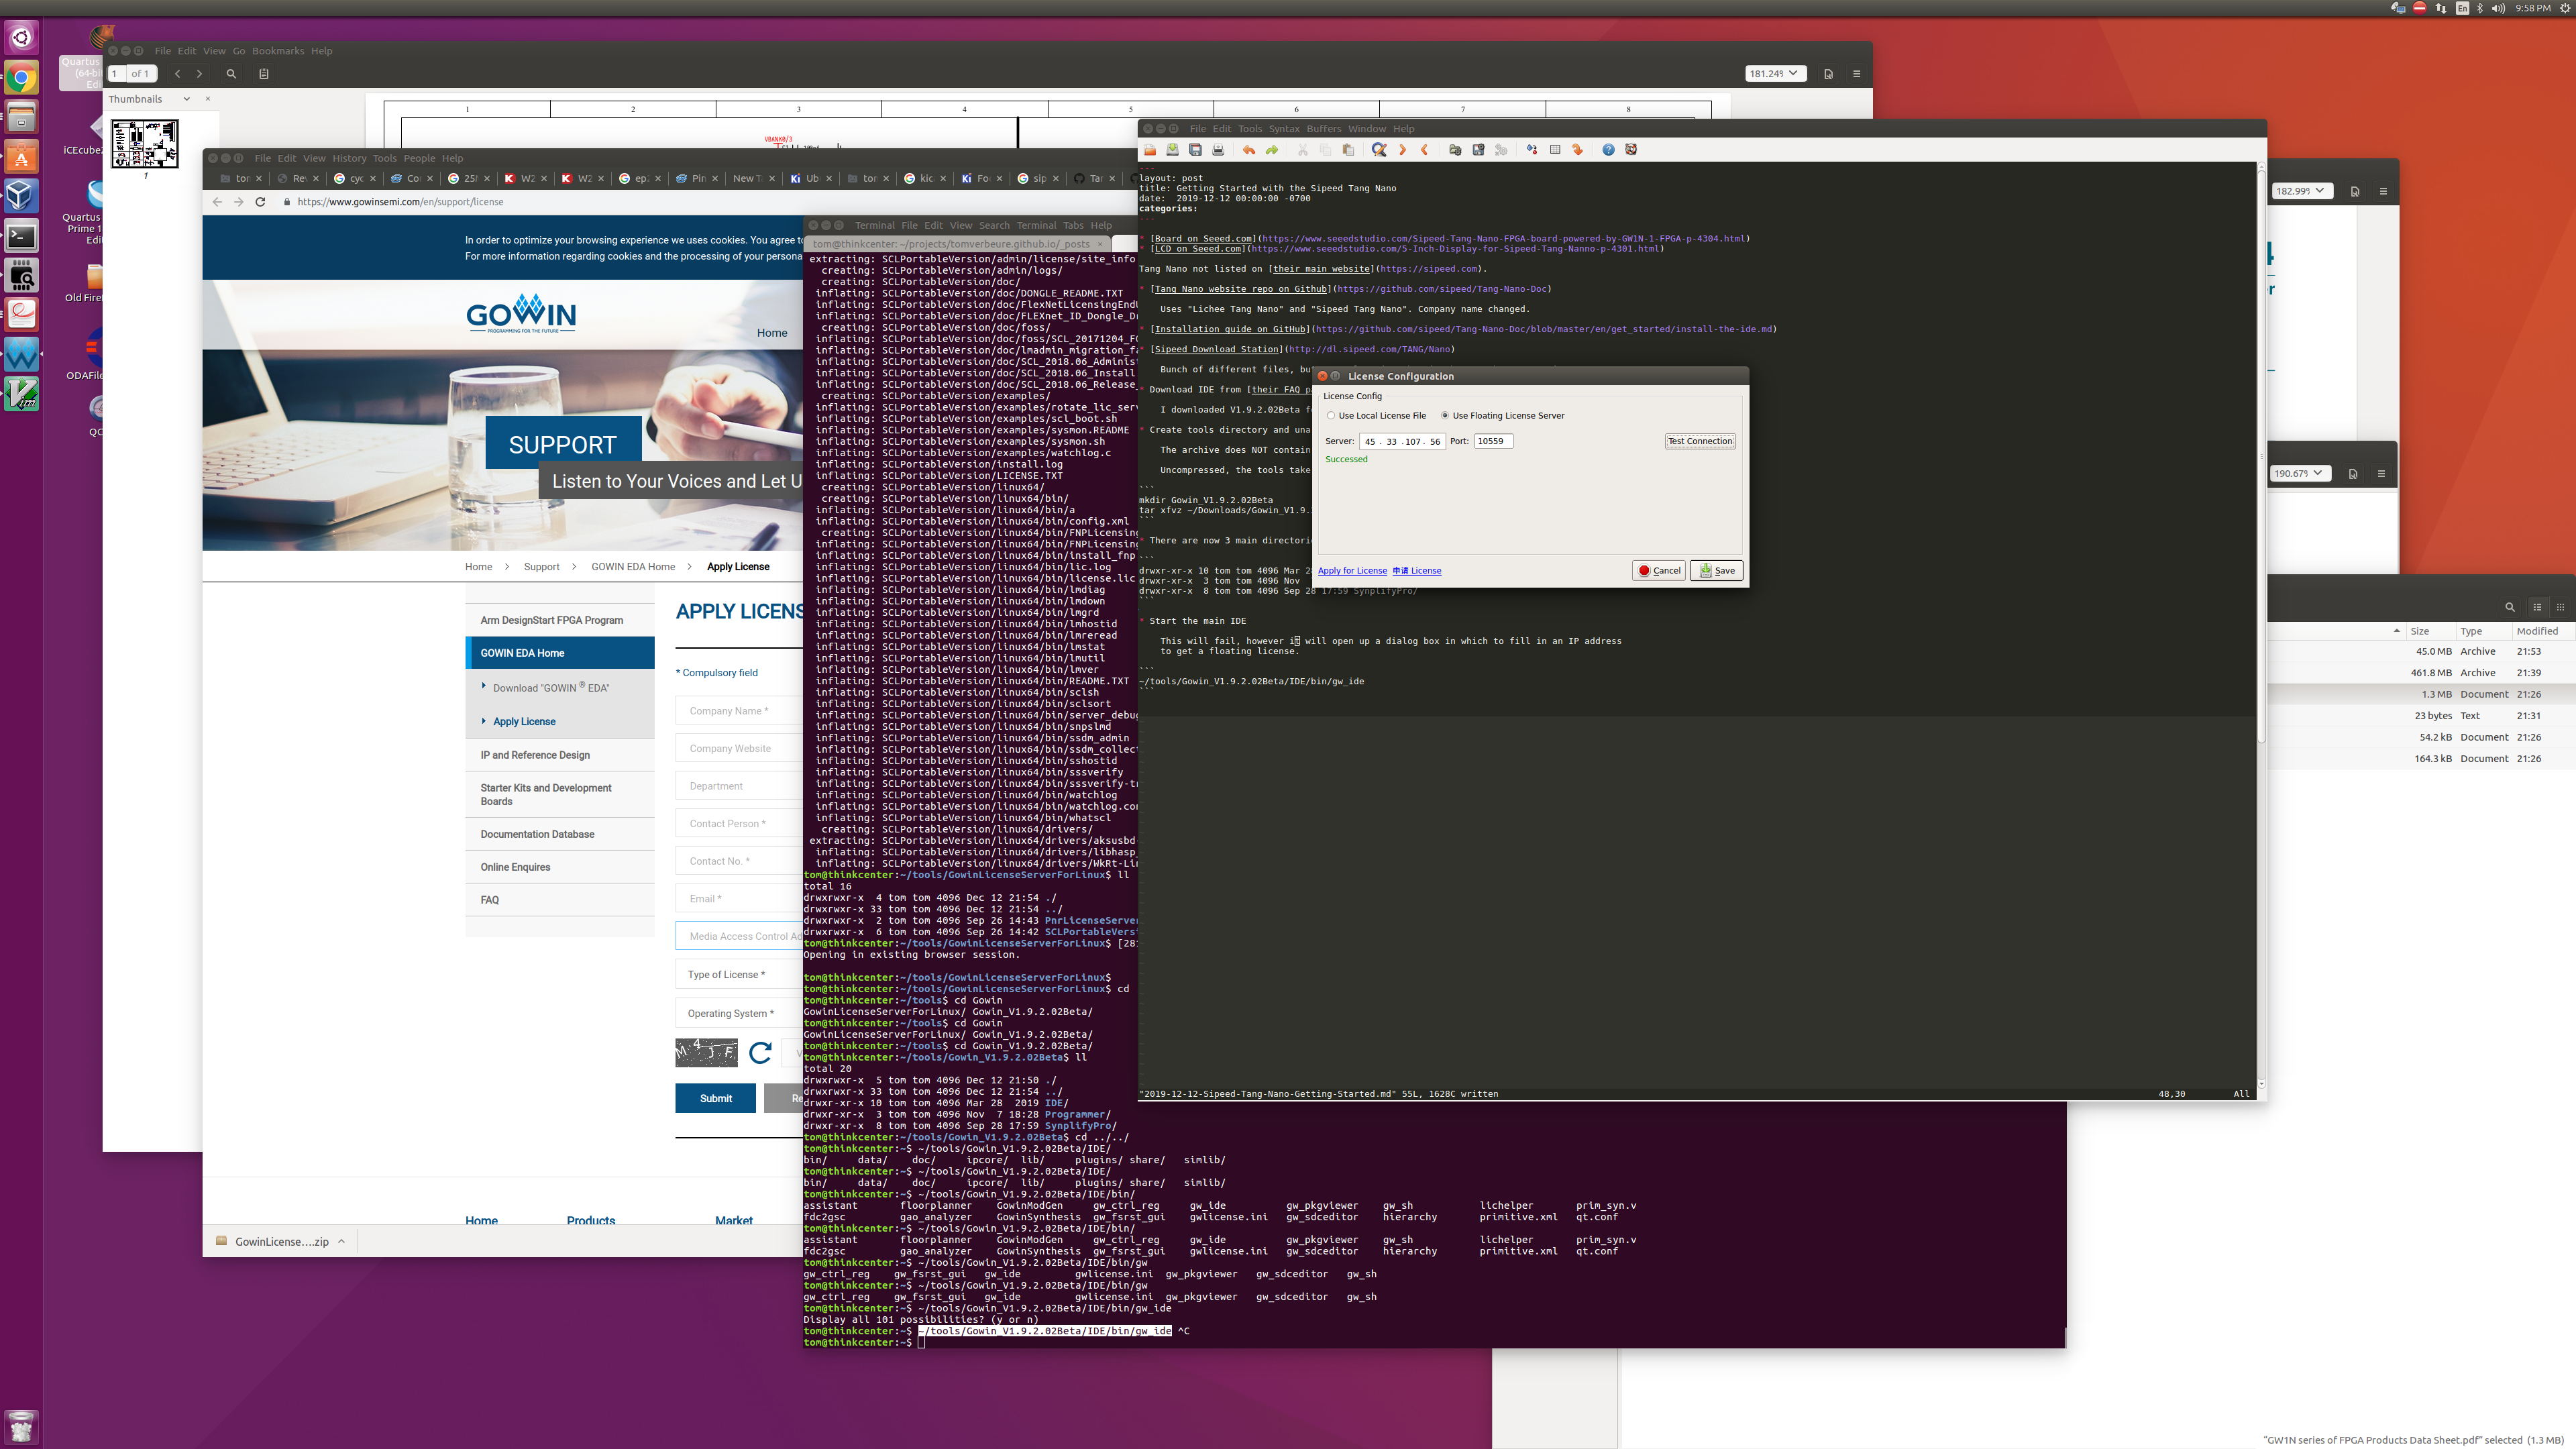 9:58 PM
En
Quartus
(64-bi
Edi
iCEcube2
Quartus
Prime 1
Edi
Old Firer
ODAFile
QC
File Edit View Go Bookmarks Help
1 of 1
181.24%
Thumbnails
1
1 2 3 4 5 6 7 8
VBANK0/3
File Edit View History Tools People Help
tor Rev cyc Cor 25 W2 W2 ep Pin New T Ub tor kic For sip Tar
https://www.gowinsemi.com/en/support/license
In order to optimize your browsing experience we uses cookies. You agree to
For more information regarding cookies and the processing of your persona
GOWIN
PROGRAMMING FOR THE FUTURE
Home
SUPPORT
Listen to Your Voices and Let U
Home > Support > GOWIN EDA Home > Apply License
Arm DesignStart FPGA Program
GOWIN EDA Home
Download "GOWIN ® EDA"
Apply License
IP and Reference Design
Starter Kits and Development
Boards
Documentation Database
Online Enquires
FAQ
APPLY LICENS
* Compulsory field
Company Name *
Company Website
Department
Contact Person *
Contact No. *
Email *
Media Access Control Ad
Type of License *
Operating System *
M 4 J F
Submit
Re
Home Products Market
GowinLicense....zip
Terminal File Edit View Search Terminal Tabs Help
tom@thinkcenter: ~/projects/tomverbeure.github.io/_posts
extracting: SCLPortableVersion/admin/license/site_info
creating: SCLPortableVersion/admin/logs/
creating: SCLPortableVersion/doc/
inflating: SCLPortableVersion/doc/DONGLE_README.TXT
inflating: SCLPortableVersion/doc/FlexNetLicensingEndU
inflating: SCLPortableVersion/doc/FLEXnet_ID_Dongle_Dr
creating: SCLPortableVersion/doc/foss/
inflating: SCLPortableVersion/doc/foss/SCL_20171204_FO
inflating: SCLPortableVersion/doc/lmadmin_migration_fa
inflating: SCLPortableVersion/doc/SCL_2018.06_Administ
inflating: SCLPortableVersion/doc/SCL_2018.06_Install
inflating: SCLPortableVersion/doc/SCL_2018.06_Release_
creating: SCLPortableVersion/examples/
inflating: SCLPortableVersion/examples/rotate_lic_serv
inflating: SCLPortableVersion/examples/scl_boot.sh
inflating: SCLPortableVersion/examples/sysmon.README
inflating: SCLPortableVersion/examples/sysmon.sh
inflating: SCLPortableVersion/examples/watchlog.c
inflating: SCLPortableVersion/install.log
inflating: SCLPortableVersion/LICENSE.TXT
creating: SCLPortableVersion/linux64/
creating: SCLPortableVersion/linux64/bin/
inflating: SCLPortableVersion/linux64/bin/a
inflating: SCLPortableVersion/linux64/bin/config.xml
creating: SCLPortableVersion/linux64/bin/FNPLicensing
inflating: SCLPortableVersion/linux64/bin/FNPLicensing
inflating: SCLPortableVersion/linux64/bin/install_fnp
inflating: SCLPortableVersion/linux64/bin/lic.log
inflating: SCLPortableVersion/linux64/bin/license.lic
inflating: SCLPortableVersion/linux64/bin/lmdiag
inflating: SCLPortableVersion/linux64/bin/lmdown
inflating: SCLPortableVersion/linux64/bin/lmgrd
inflating: SCLPortableVersion/linux64/bin/lmhostid
inflating: SCLPortableVersion/linux64/bin/lmreread
inflating: SCLPortableVersion/linux64/bin/lmstat
inflating: SCLPortableVersion/linux64/bin/lmutil
inflating: SCLPortableVersion/linux64/bin/lmver
inflating: SCLPortableVersion/linux64/bin/README.TXT
inflating: SCLPortableVersion/linux64/bin/sclsh
inflating: SCLPortableVersion/linux64/bin/sclsort
inflating: SCLPortableVersion/linux64/bin/server_debug
inflating: SCLPortableVersion/linux64/bin/snpslmd
inflating: SCLPortableVersion/linux64/bin/ssdm_admin
inflating: SCLPortableVersion/linux64/bin/ssdm_collect
inflating: SCLPortableVersion/linux64/bin/sshostid
inflating: SCLPortableVersion/linux64/bin/sssverify
inflating: SCLPortableVersion/linux64/bin/sssverify-tr
inflating: SCLPortableVersion/linux64/bin/watchlog
inflating: SCLPortableVersion/linux64/bin/watchlog.con
inflating: SCLPortableVersion/linux64/bin/whatscl
creating: SCLPortableVersion/linux64/drivers/
extracting: SCLPortableVersion/linux64/drivers/aksusbd-
inflating: SCLPortableVersion/linux64/drivers/libhasp_
inflating: SCLPortableVersion/linux64/drivers/WkRt-Lin
tom@thinkcenter:~/tools/GowinLicenseServerForLinux$ ll
total 16
drwxrwxr-x 4 tom tom 4096 Dec 12 21:54 ./
drwxrwxr-x 33 tom tom 4096 Dec 12 21:54 ../
drwxrwxr-x 2 tom tom 4096 Sep 26 14:43 PnrLicenseServer
drwxrwxr-x 6 tom tom 4096 Sep 26 14:42 SCLPortableVerst
tom@thinkcenter:~/tools/GowinLicenseServerForLinux$ [28
Opening in existing browser session.
tom@thinkcenter:~/tools/GowinLicenseServerForLinux$
tom@thinkcenter:~/tools/GowinLicenseServerForLinux$ cd
tom@thinkcenter:~/tools$ cd Gowin
GowinLicenseServerForLinux/ Gowin_V1.9.2.02Beta/
tom@thinkcenter:~/tools$ cd Gowin
GowinLicenseServerForLinux/ Gowin_V1.9.2.02Beta/
tom@thinkcenter:~/tools$ cd Gowin_V1.9.2.02Beta/
tom@thinkcenter:~/tools/Gowin_V1.9.2.02Beta$ ll
total 20
drwxrwxr-x 5 tom tom 4096 Dec 12 21:50 ./
drwxrwxr-x 33 tom tom 4096 Dec 12 21:54 ../
drwxr-xr-x 10 tom tom 4096 Mar 28 2019 IDE/
drwxr-xr-x 3 tom tom 4096 Nov 7 18:28 Programmer/
drwxr-xr-x 8 tom tom 4096 Sep 28 17:59 SynplifyPro/
tom@thinkcenter:~/tools/Gowin_V1.9.2.02Beta$ cd ../../
tom@thinkcenter:~$ ~/tools/Gowin_V1.9.2.02Beta/IDE/
bin/ data/ doc/ ipcore/ lib/ plugins/ share/ simlib/
tom@thinkcenter:~$ ~/tools/Gowin_V1.9.2.02Beta/IDE/
bin/ data/ doc/ ipcore/ lib/ plugins/ share/ simlib/
tom@thinkcenter:~$ ~/tools/Gowin_V1.9.2.02Beta/IDE/bin/
assistant floorplanner GowinModGen gw_ctrl_reg gw_ide gw_pkgviewer gw_sh lichelper prim_syn.v
fdc2gsc gao_analyzer GowinSynthesis gw_fsrst_gui gwlicense.ini gw_sdceditor hierarchy primitive.xml qt.conf
tom@thinkcenter:~$ ~/tools/Gowin_V1.9.2.02Beta/IDE/bin/
assistant floorplanner GowinModGen gw_ctrl_reg gw_ide gw_pkgviewer gw_sh lichelper prim_syn.v
fdc2gsc gao_analyzer GowinSynthesis gw_fsrst_gui gwlicense.ini gw_sdceditor hierarchy primitive.xml qt.conf
tom@thinkcenter:~$ ~/tools/Gowin_V1.9.2.02Beta/IDE/bin/gw
gw_ctrl_reg gw_fsrst_gui gw_ide gwlicense.ini gw_pkgviewer gw_sdceditor gw_sh
tom@thinkcenter:~$ ~/tools/Gowin_V1.9.2.02Beta/IDE/bin/gw
gw_ctrl_reg gw_fsrst_gui gw_ide gwlicense.ini gw_pkgviewer gw_sdceditor gw_sh
tom@thinkcenter:~$ ~/tools/Gowin_V1.9.2.02Beta/IDE/bin/gw_ide
Display all 101 possibilities? (y or n)
tom@thinkcenter:~$ ~/tools/Gowin_V1.9.2.02Beta/IDE/bin/gw_ide ^C
tom@thinkcenter:~$
File Edit Tools Syntax Buffers Window Help
---
layout: post
title: Getting Started with the Sipeed Tang Nano
date: 2019-12-12 00:00:00 -0700
categories:
---
* [Board on Seeed.com](https://www.seeedstudio.com/Sipeed-Tang-Nano-FPGA-board-powered-by-GW1N-1-FPGA-p-4304.html)
* [LCD on Seeed.com](https://www.seeedstudio.com/5-Inch-Display-for-Sipeed-Tang-Nanno-p-4301.html)
Tang Nano not listed on [their main website](https://sipeed.com).
* [Tang Nano website repo on Github](https://github.com/sipeed/Tang-Nano-Doc)
Uses "Lichee Tang Nano" and "Sipeed Tang Nano". Company name changed.
* [Installation guide on GitHub](https://github.com/sipeed/Tang-Nano-Doc/blob/master/en/get_started/install-the-ide.md)
* [Sipeed Download Station](http://dl.sipeed.com/TANG/Nano)
Bunch of different files, bu
* Download IDE from [their FAQ p
I downloaded V1.9.2.02Beta f
* Create tools directory and una
The archive does NOT contain
Uncompressed, the tools take
```
mkdir Gowin_V1.9.2.02Beta
tar xfvz ~/Downloads/Gowin_V1.9.
```
* There are now 3 main directorie
```
drwxr-xr-x 10 tom tom 4096 Mar 28
drwxr-xr-x 3 tom tom 4096 Nov
drwxr-xr-x 8 tom tom 4096 Sep 28 17:59 SynplifyPro/
```
* Start the main IDE
This will fail, however it will open up a dialog box in which to fill in an IP address
to get a floating license.
```
~/tools/Gowin_V1.9.2.02Beta/IDE/bin/gw_ide
```
"2019-12-12-Sipeed-Tang-Nano-Getting-Started.md" 55L, 1628C written 48,30 All
License Configuration
License Config
Use Local License File Use Floating License Server
Server: 45 . 33 .107 . 56 Port: 10559 Test Connection
Successed
Apply for License 申请 License
Cancel Save
182.99%
190.67%
Size Type Modified
45.0 MB Archive 21:53
461.8 MB Archive 21:39
1.3 MB Document 21:26
23 bytes Text 21:31
54.2 kB Document 21:26
164.3 kB Document 21:26
"GW1N series of FPGA Products Data Sheet.pdf" selected (1.3 MB)